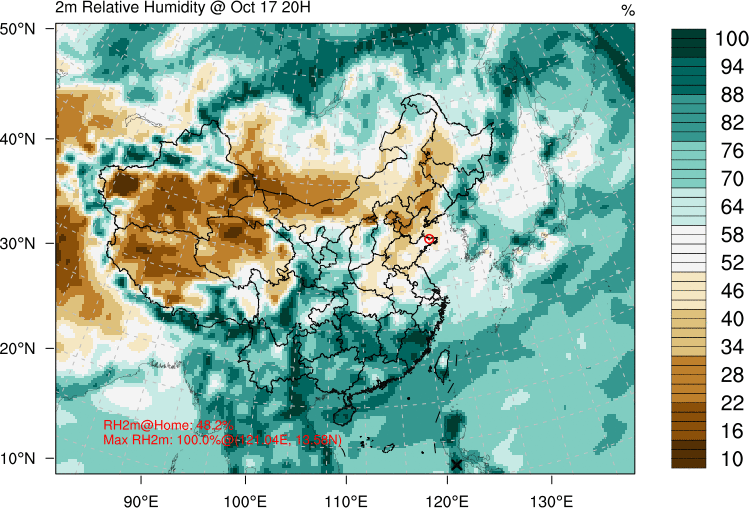 2m Relative Humidity @ Oct 17 20H
%
50°N
40°N
30°N
20°N
10°N
90°E
100°E
110°E
120°E
130°E
100
94
88
82
76
70
64
58
52
46
40
34
28
22
16
10
RH2m@Home: 48.2%
Max RH2m: 100.0%